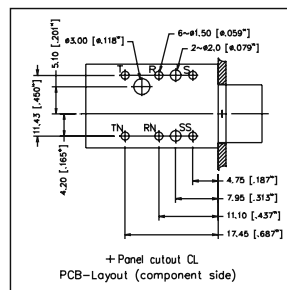 ø3.00 [ø.118"]
6-ø1.50 [ø.059"]
2-ø2.0 [ø.079"]
5.10 [.201"]
11.43 [.450"]
4.20 [.165"]
T R S
TN RN SS
4.75 [.187"]
7.95 [.313"]
11.10 [.437"]
17.45 [.687"]
+Panel cutout CL
PCB-Layout (component side)